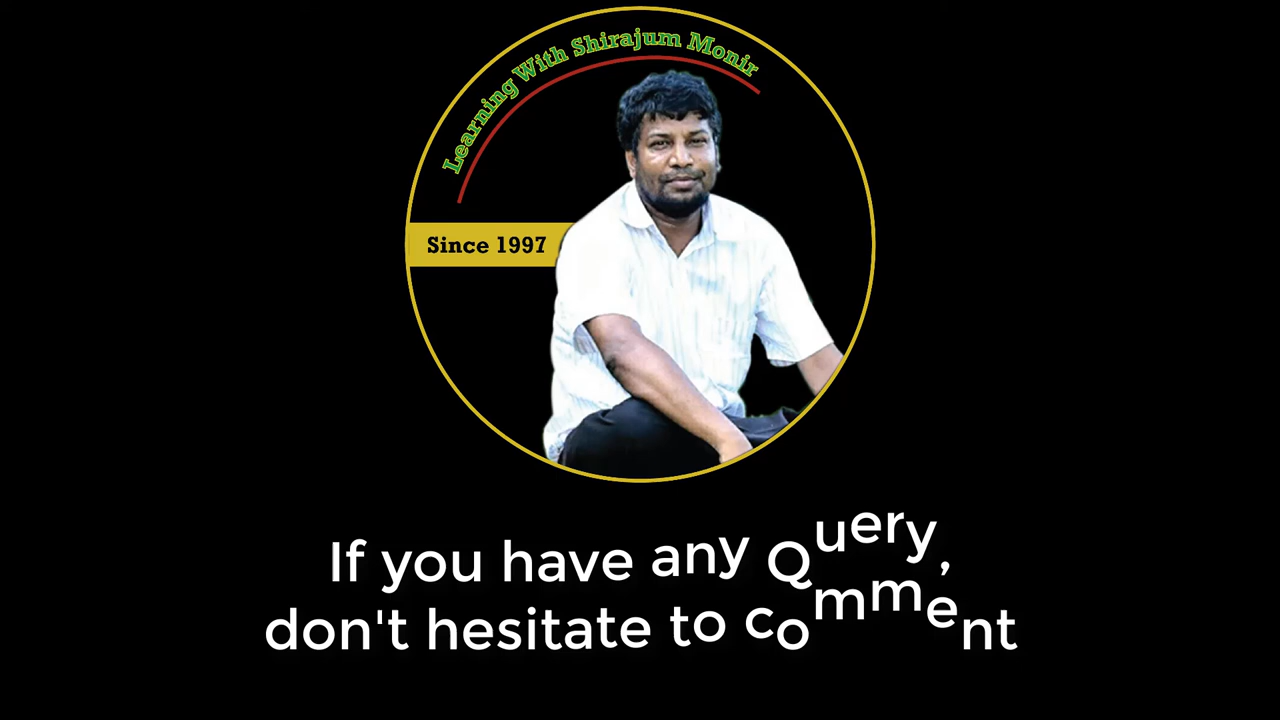 Learning With Shirajum Monir
Since 1997
If you have any Query,
don't hesitate to comment